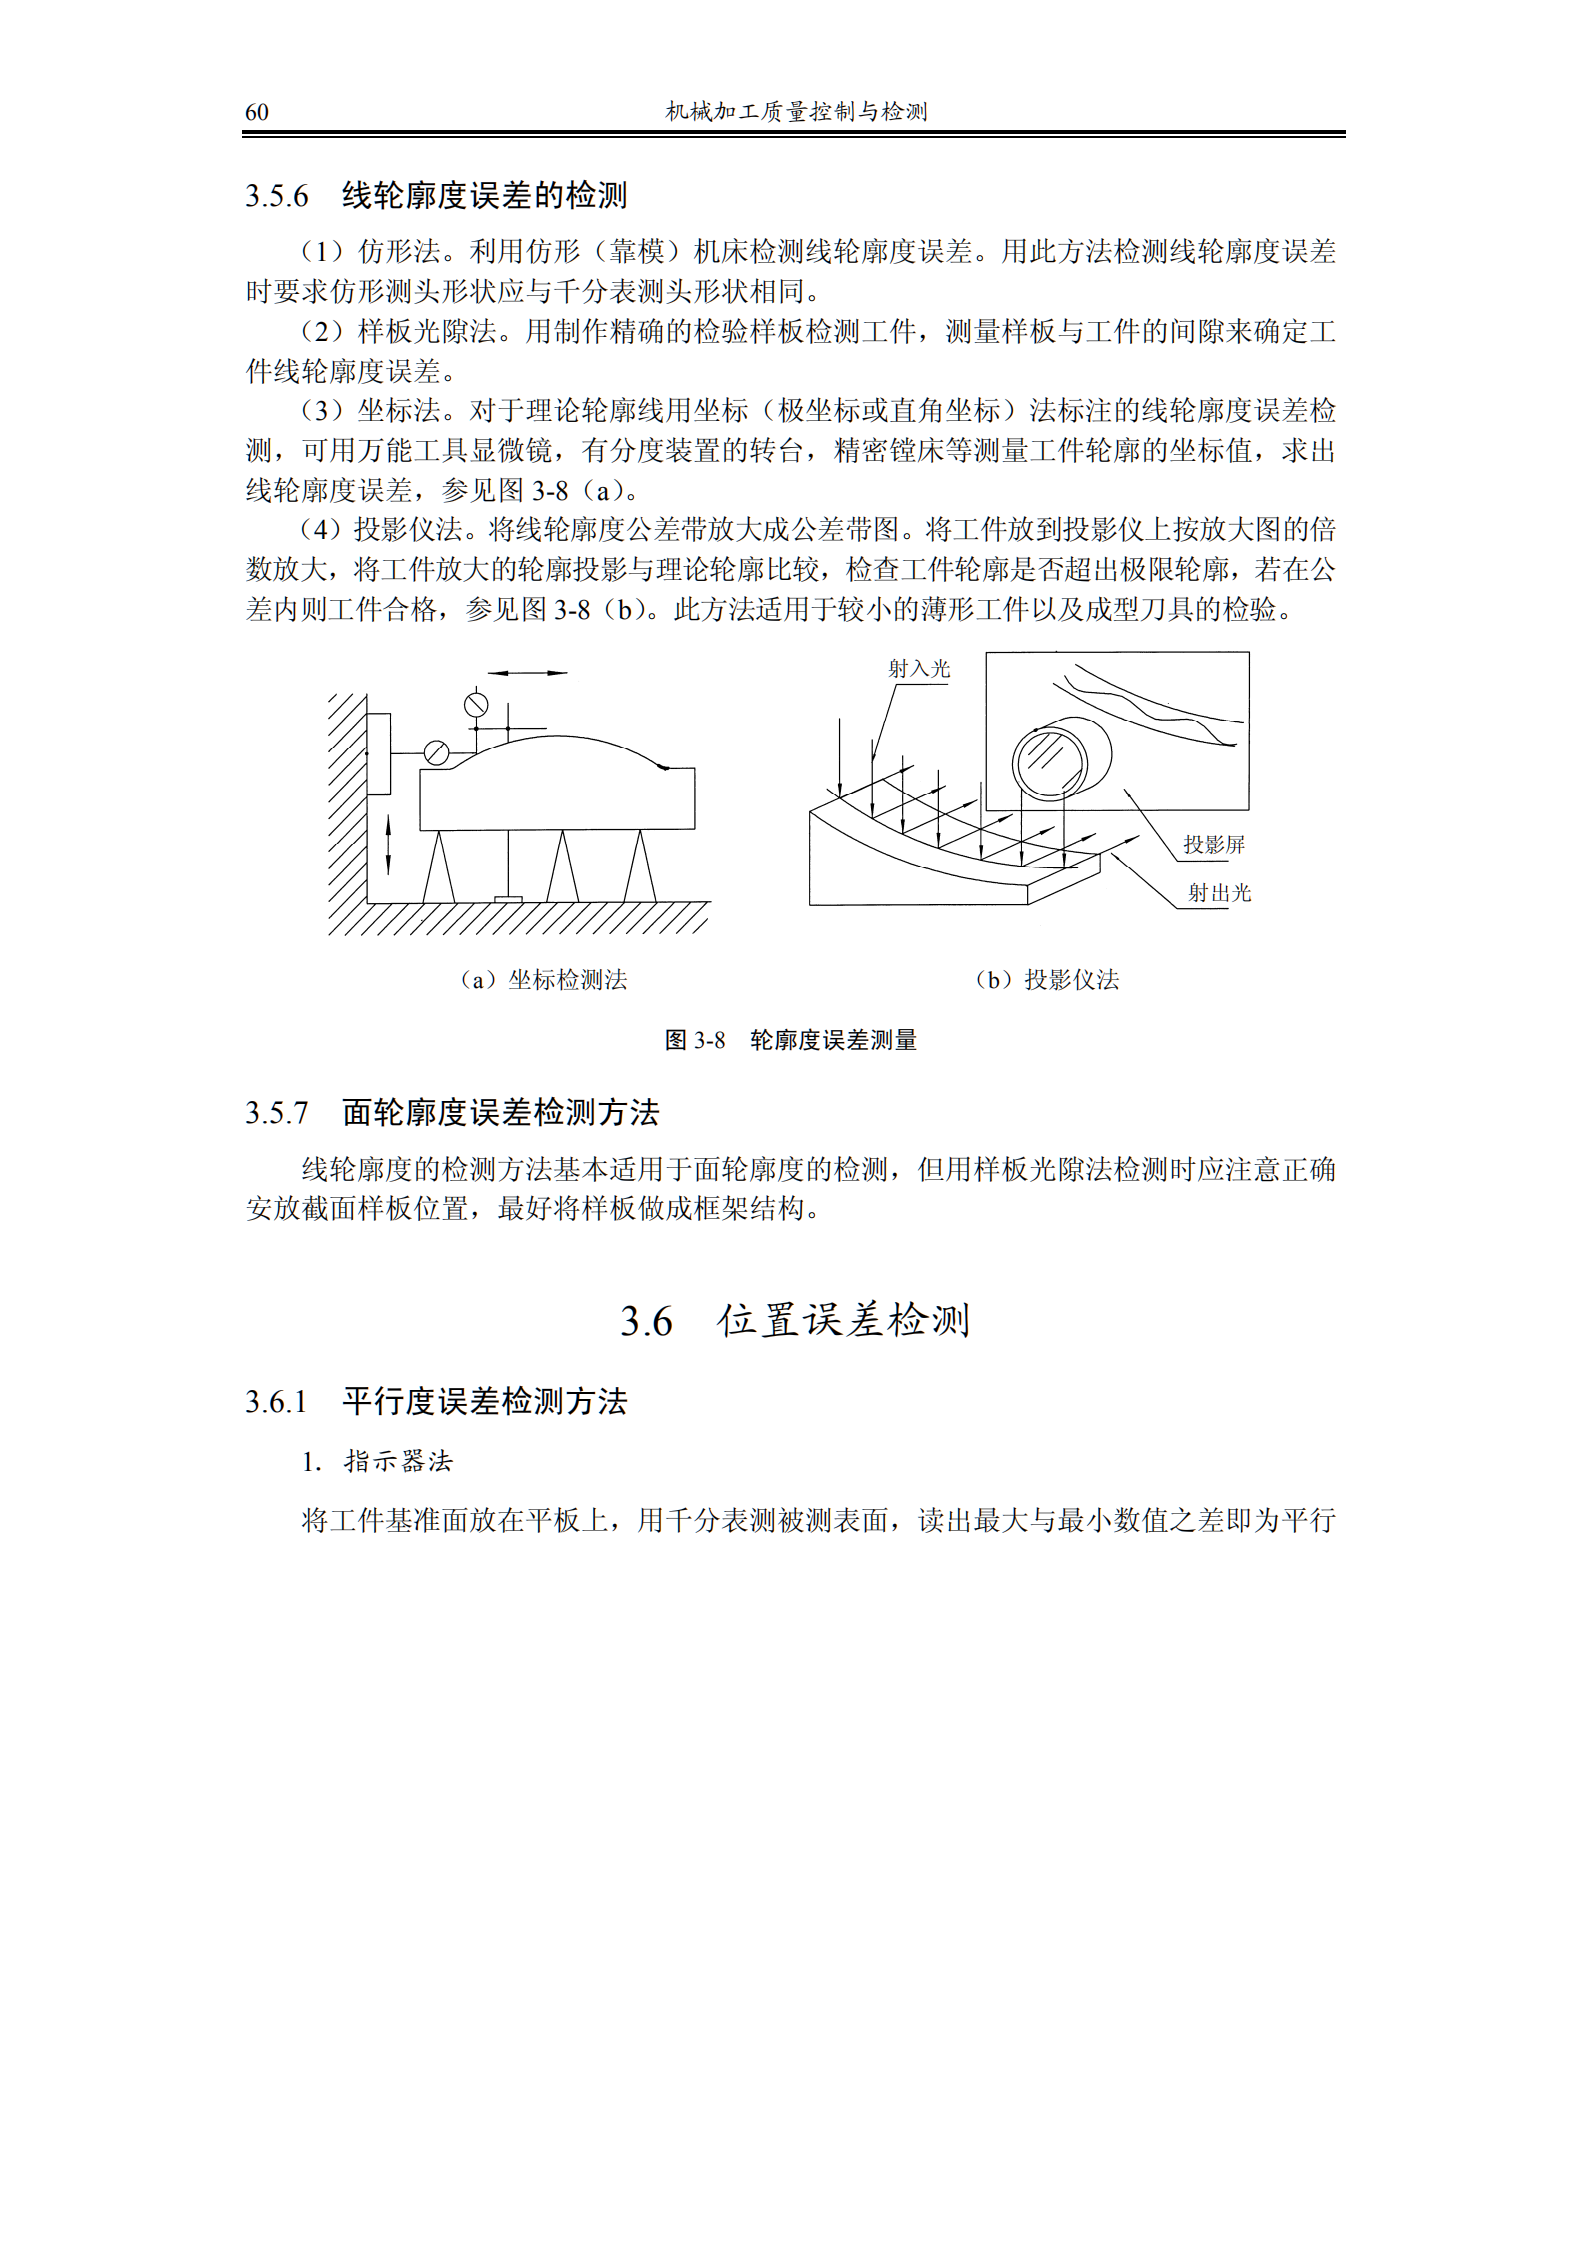 60 机械加工质量控制与检测
3.5.6 线轮廓度误差的检测
（1）仿形法。利用仿形（靠模）机床检测线轮廓度误差。用此方法检测线轮廓度误差
时要求仿形测头形状应与千分表测头形状相同。
（2）样板光隙法。用制作精确的检验样板检测工件，测量样板与工件的间隙来确定工
件线轮廓度误差。
（3）坐标法。对于理论轮廓线用坐标（极坐标或直角坐标）法标注的线轮廓度误差检
测，可用万能工具显微镜，有分度装置的转台，精密镗床等测量工件轮廓的坐标值，求出
线轮廓度误差，参见图 3-8（a）。
（4）投影仪法。将线轮廓度公差带放大成公差带图。将工件放到投影仪上按放大图的倍
数放大，将工件放大的轮廓投影与理论轮廓比较，检查工件轮廓是否超出极限轮廓，若在公
差内则工件合格，参见图 3-8（b）。此方法适用于较小的薄形工件以及成型刀具的检验。
射入光
投影屏
射出光
（a）坐标检测法
（b）投影仪法
图 3-8 轮廓度误差测量
3.5.7 面轮廓度误差检测方法
线轮廓度的检测方法基本适用于面轮廓度的检测，但用样板光隙法检测时应注意正确
安放截面样板位置，最好将样板做成框架结构。
3.6 位置误差检测
3.6.1 平行度误差检测方法
1. 指示器法
将工件基准面放在平板上，用千分表测被测表面，读出最大与最小数值之差即为平行